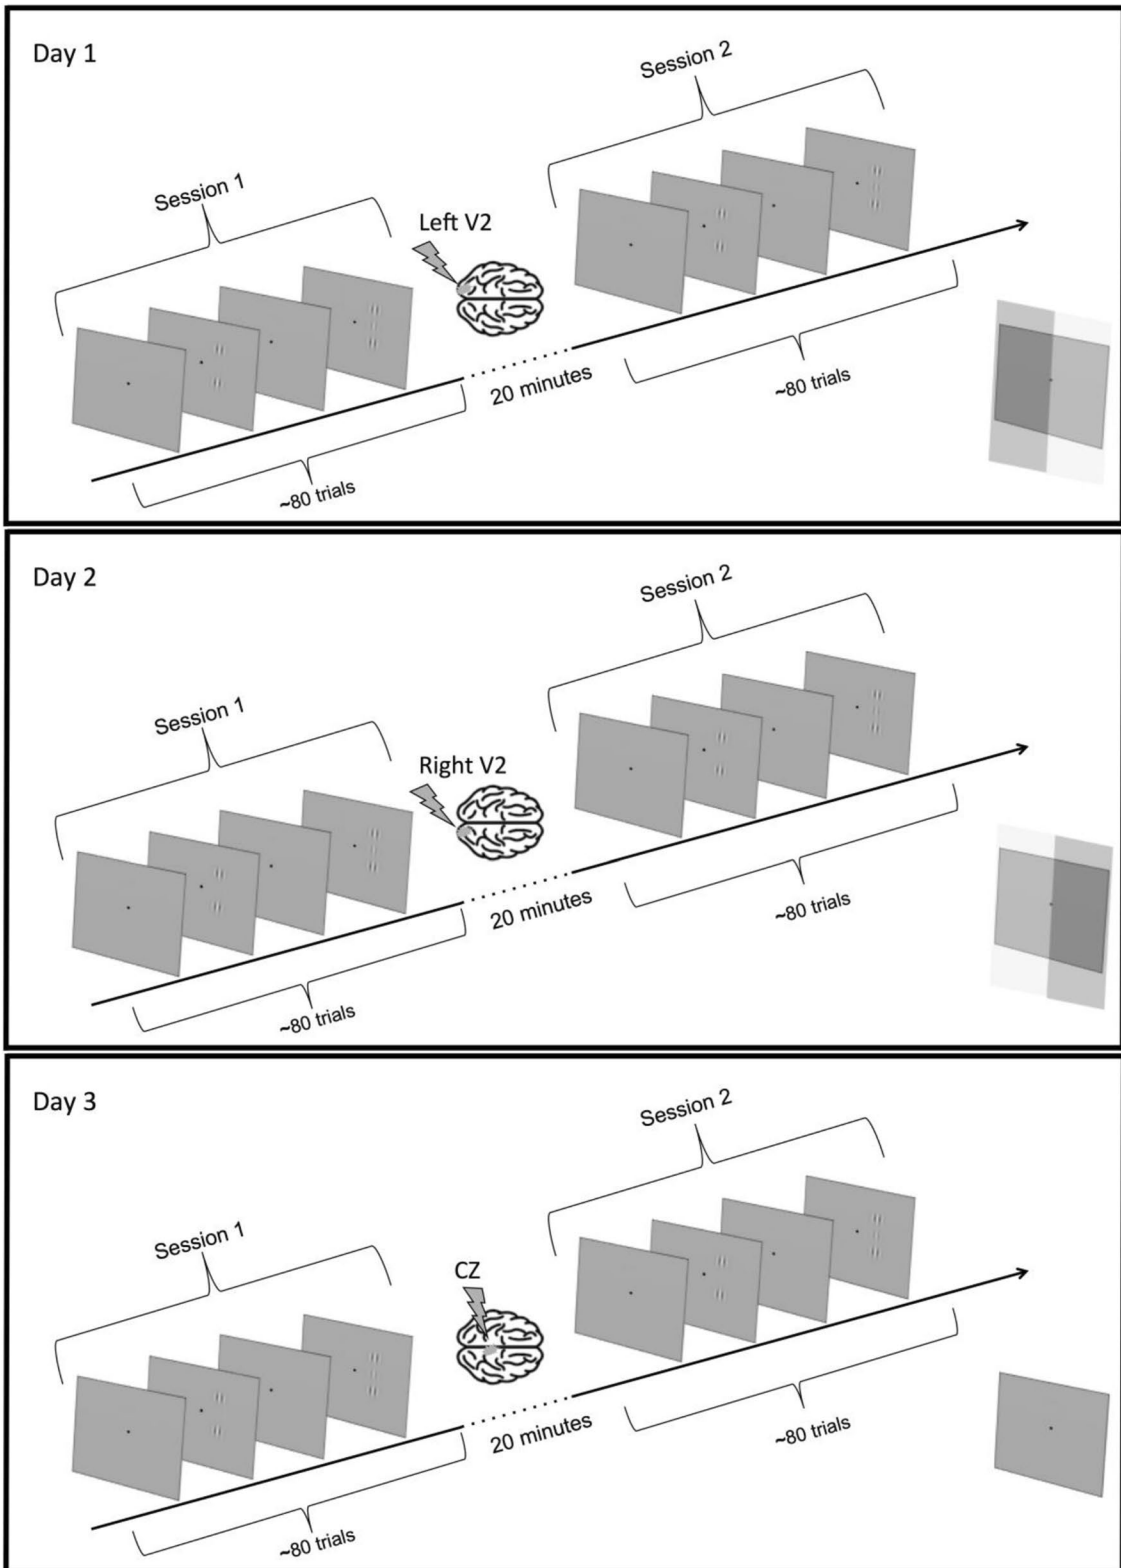 Day 1
Session 1
Session 2
Left V2
20 minutes
~80 trials
~80 trials
Day 2
Session 1
Session 2
Right V2
20 minutes
~80 trials
~80 trials
Day 3
Session 1
Session 2
CZ
20 minutes
~80 trials
~80 trials